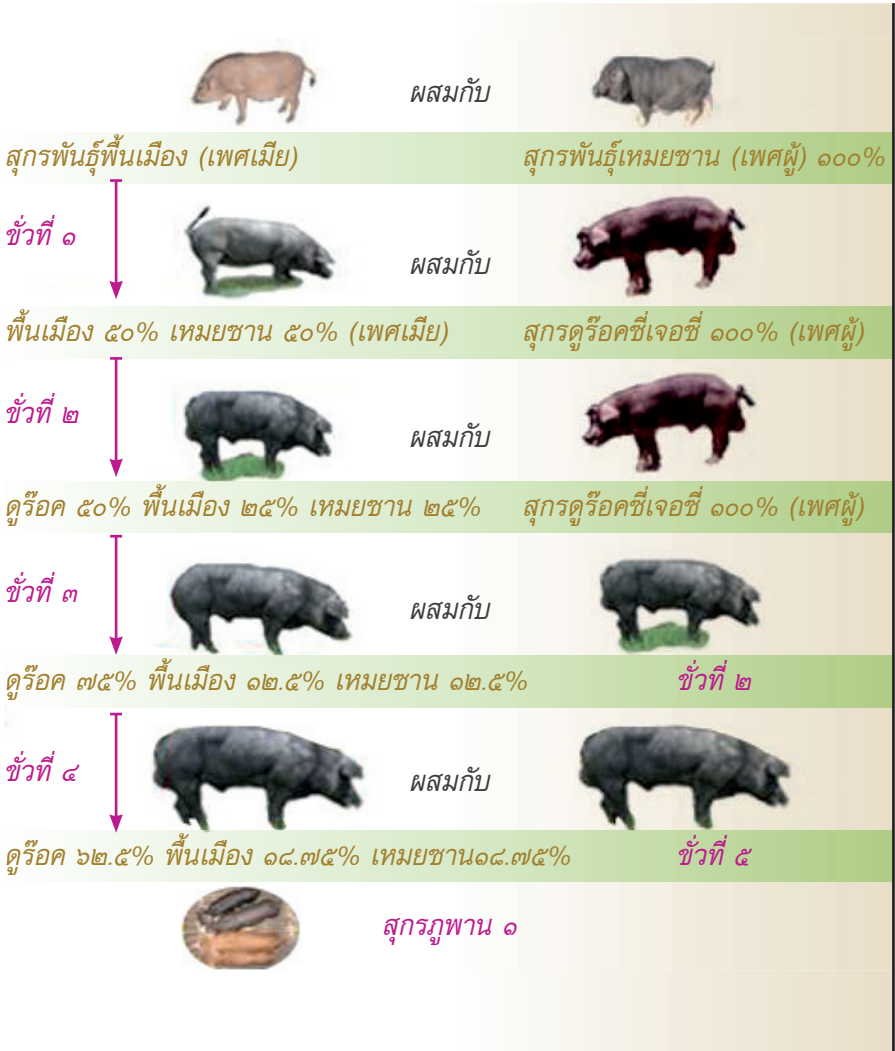 ผสมกับ
สุกรพันธุ์พื้นเมือง (เพศเมีย) สุกรพันธุ์เหมยซาน (เพศผู้) ๑๐๐%
ชั่วที่ ๑ ผสมกับ
พื้นเมือง ๕๐% เหมยซาน ๕๐% (เพศเมีย) สุกรดูร๊อคซี่เจอซี่ ๑๐๐% (เพศผู้)
ชั่วที่ ๒ ผสมกับ
ดูร๊อค ๕๐% พื้นเมือง ๒๕% เหมยซาน ๒๕% สุกรดูร๊อคซี่เจอซี่ ๑๐๐% (เพศผู้)
ชั่วที่ ๓ ผสมกับ
ดูร๊อค ๗๕% พื้นเมือง ๑๒.๕% เหมยซาน ๑๒.๕% ชั่วที่ ๒
ชั่วที่ ๔ ผสมกับ
ดูร๊อค ๖๒.๕% พื้นเมือง ๑๘.๗๕% เหมยซาน๑๘.๗๕% ชั่วที่ ๕
สุกรภูพาน ๑